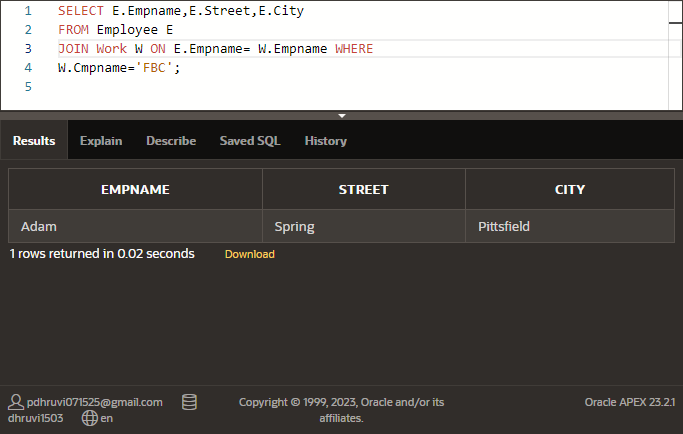 1 SELECT E.Empname,E.Street,E.City
2 FROM Employee E
3 JOIN Work W ON E.Empname= W.Empname WHERE
4 W.Cmpname='FBC';
5
Results Explain Describe Saved SQL History
EMPNAME STREET CITY
Adam Spring Pittsfield
1 rows returned in 0.02 seconds Download
pdhruvi071525@gmail.com Copyright © 1999, 2023, Oracle and/or its Oracle APEX 23.2.1
dhruvi1503 en affiliates.